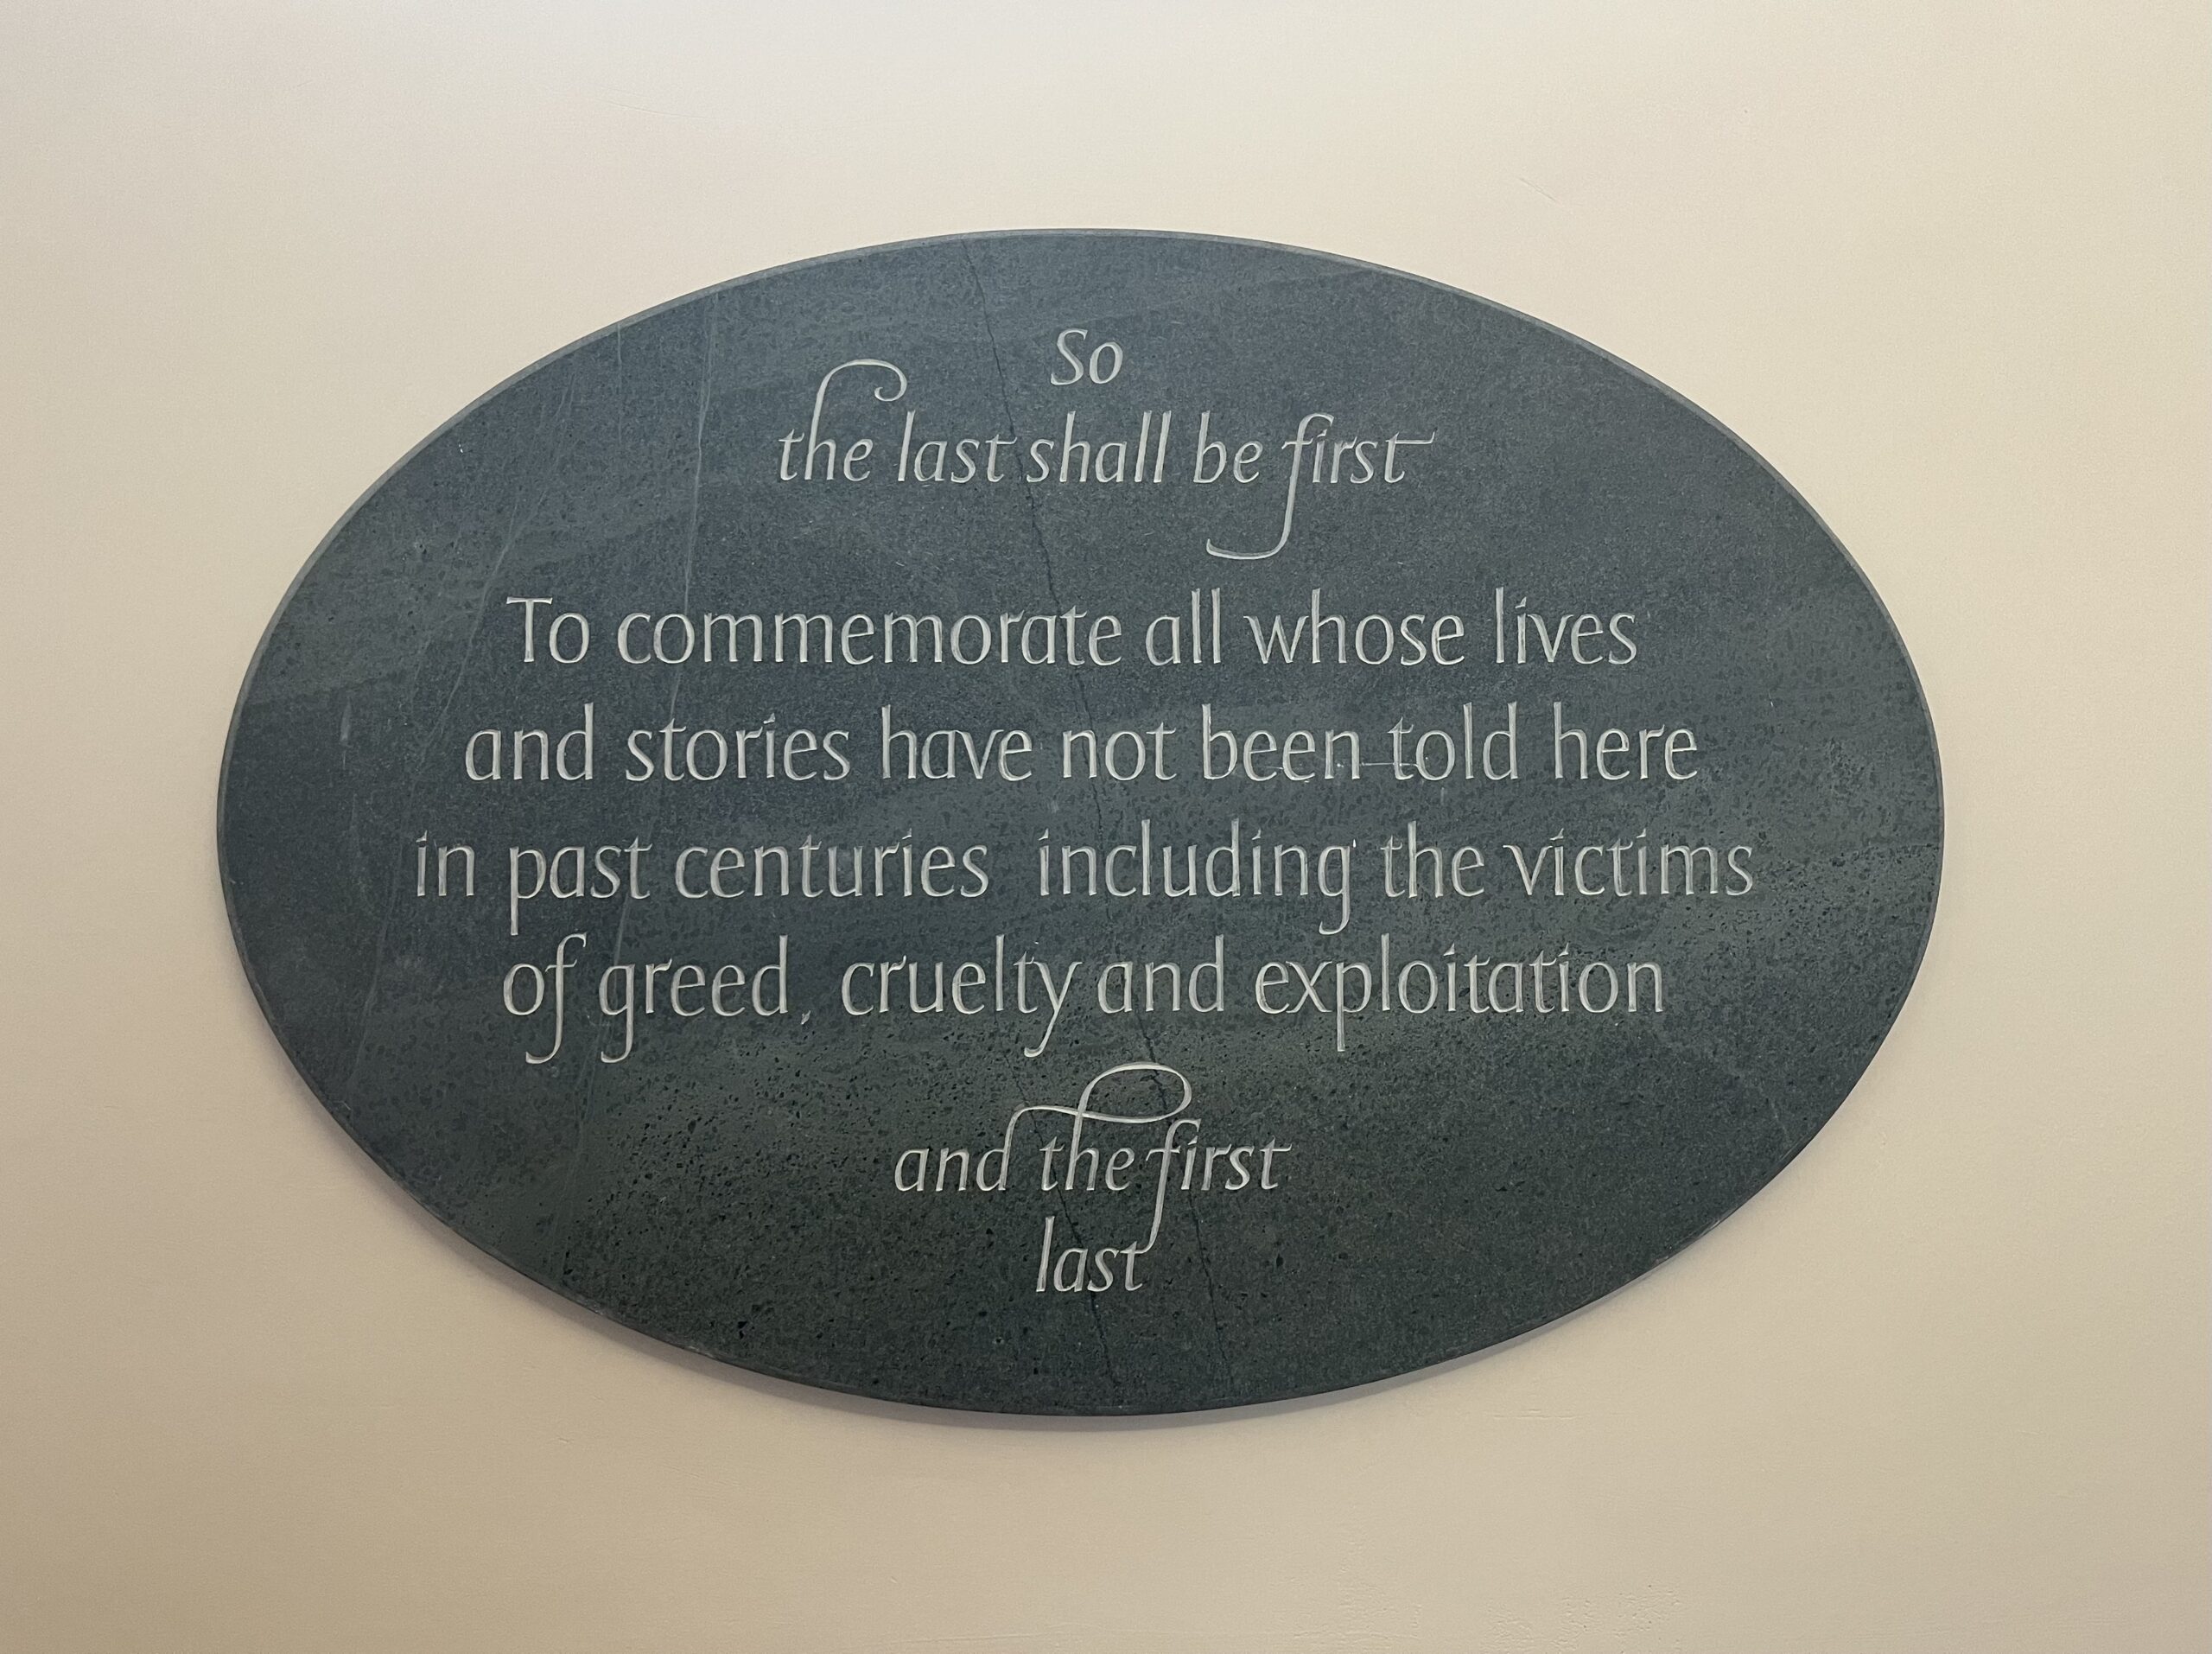 So
the last shall be first
To commemorate all whose lives
and stories have not been told here
in past centuries including the victims
of greed, cruelty and exploitation
and the first
last